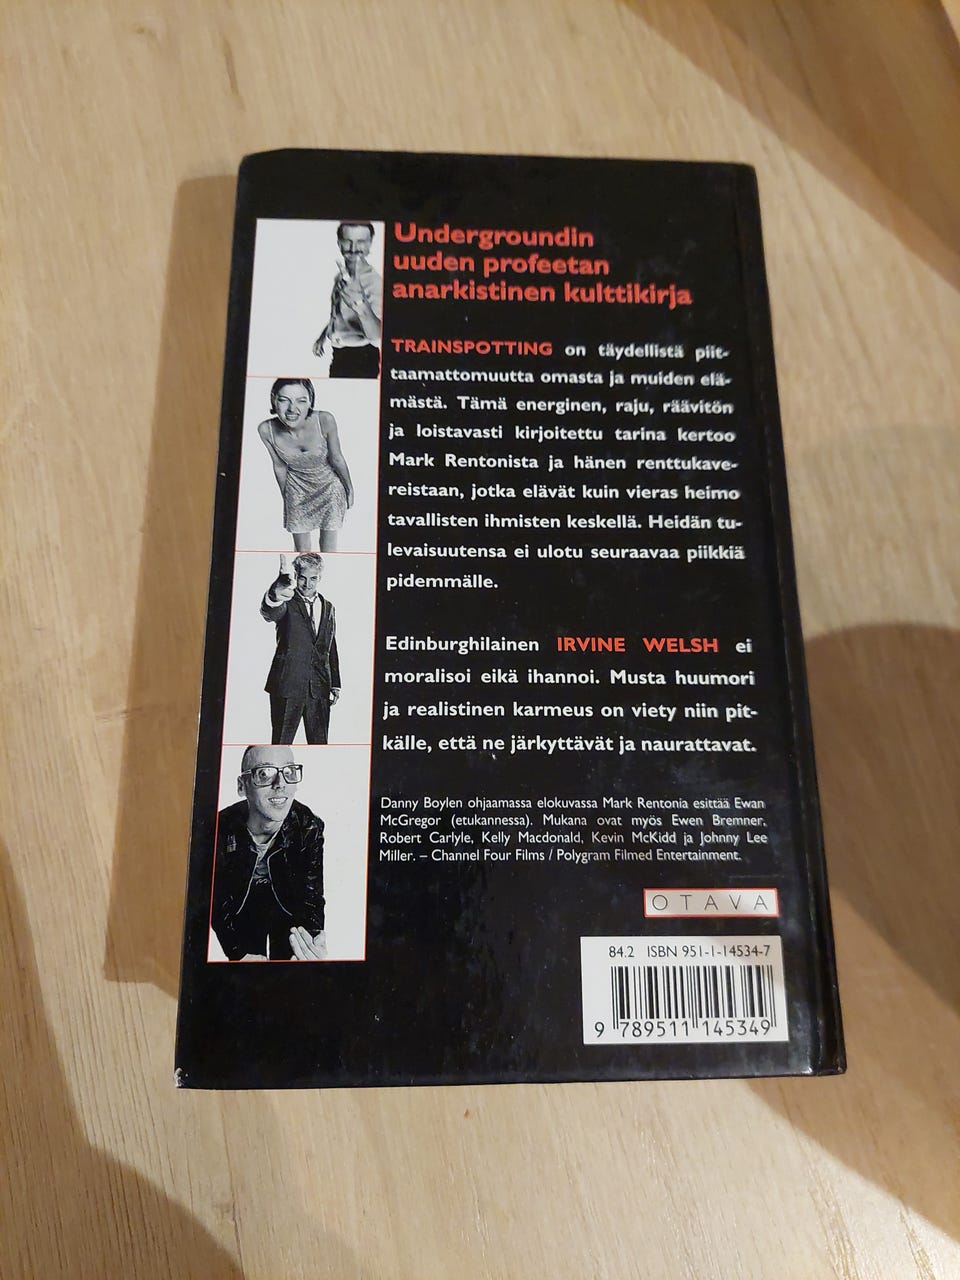 Undergroundin
uuden profeetan
anarkistinen kulttikirja
TRAINSPOTTING on täydellistä piit-
taamattomuutta omasta ja muiden elä-
mästä. Tämä energinen, raju, räävitön
ja loistavasti kirjoitettu tarina kertoo
Mark Rentonista ja hänen renttukave-
reistaan, jotka elävät kuin vieras heimo
tavallisten ihmisten keskellä. Heidän tu-
levaisuutensa ei ulotu seuraavaa piikkiä
pidemmälle.
Edinburghilainen IRVINE WELSH ei
moralisoi eikä ihannoi. Musta huumori
ja realistinen karmeus on viety niin pit-
källe, että ne järkyttävät ja naurattavat.
Danny Boylen ohjaamassa elokuvassa Mark Rentonia esittää Ewan
McGregor (etukannessa). Mukana ovat myös Ewen Bremner,
Robert Carlyle, Kelly Macdonald, Kevin McKidd ja Johnny Lee
Miller. – Channel Four Films / Polygram Filmed Entertainment.
OTAVA
84.2 ISBN 951-1-14534-7
9 789511 145349